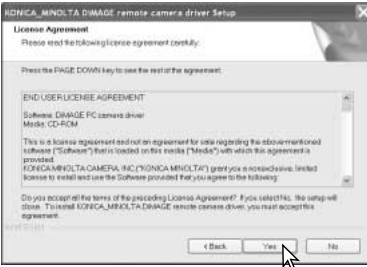 KONICA_MINOLTA DiMAGE remote camera driver Setup
License Agreement
Please read the following license agreement carefully.
Press the PAGE DOWN key to see the rest of the agreement.
END USER LICENSE AGREEMENT
Software: DiMAGE PC camera driver
Media: CD-ROM
This is a license agreement and not an agreement for sale regarding the above-mentioned
software ("Software") that is loaded on this media ("Media") with which this agreement is
provided.
KONICA MINOLTA CAMERA, INC.("KONICA MINOLTA") grant you a nonexclusive, limited
license to install and use the Software provided that you agree to the following:
Do you accept all the terms of the preceding License Agreement? If you select No, the setup will
close. To install KONICA_MINOLTA DiMAGE remote camera driver, you must accept this
agreement.
< Back
Yes
No